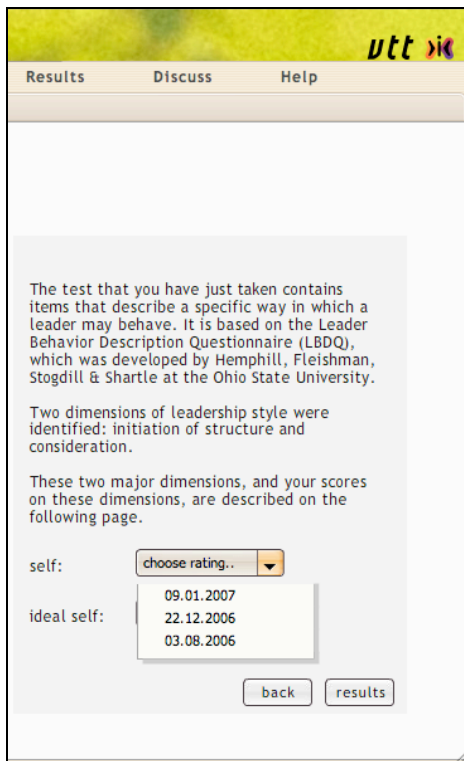 vtt
Results Discuss Help
The test that you have just taken contains
items that describe a specific way in which a
leader may behave. It is based on the Leader
Behavior Description Questionnaire (LBDQ),
which was developed by Hemphill, Fleishman,
Stogdill & Shartle at the Ohio State University.
Two dimensions of leadership style were
identified: initiation of structure and
consideration.
These two major dimensions, and your scores
on these dimensions, are described on the
following page.
self: choose rating..
09.01.2007
ideal self: 22.12.2006
03.08.2006
back results